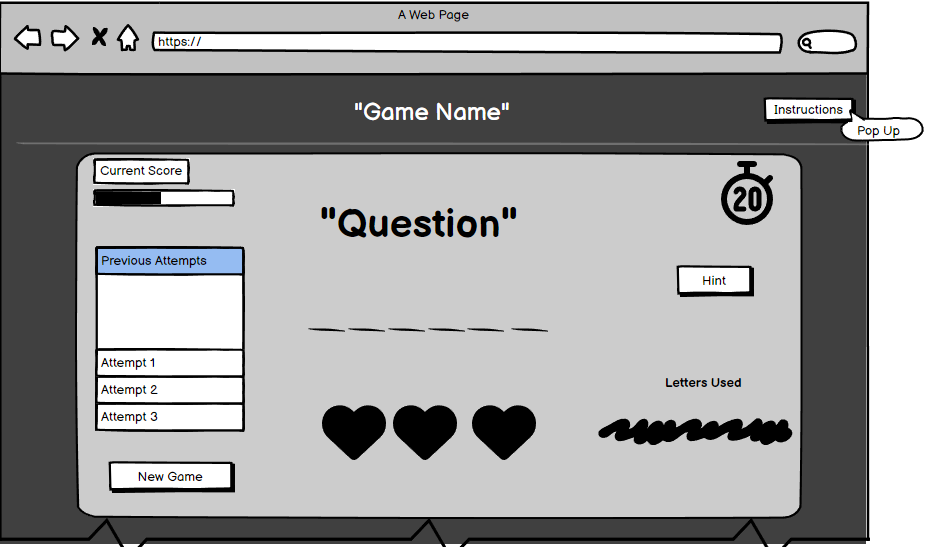 A Web Page
https://
"Game Name"
Instructions
Pop Up
Current Score
20
"Question"
Previous Attempts
Hint
Attempt 1
Attempt 2
Attempt 3
Letters Used
New Game